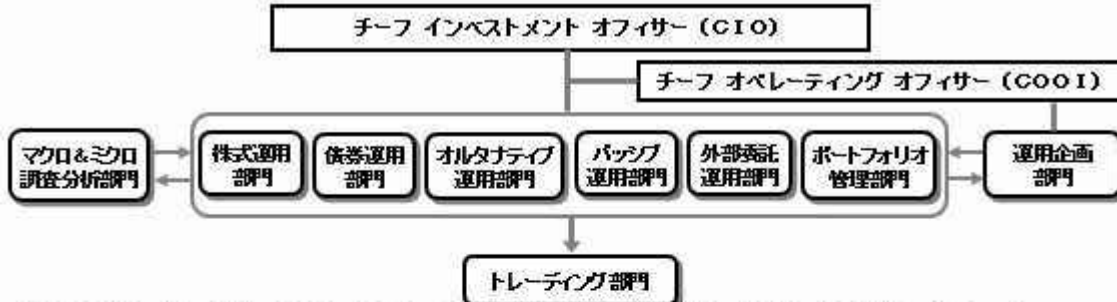 チーフ インベストメント オフィサー (CIO)
チーフ オペレーティング オフィサー (COOI)
マクロ&ミクロ
調査分析部門
株式運用
部門
債券運用
部門
オルタナティブ
運用部門
パッシブ
運用部門
外部委託
運用部門
ポートフォリオ
管理部門
運用企画
部門
トレーディング部門